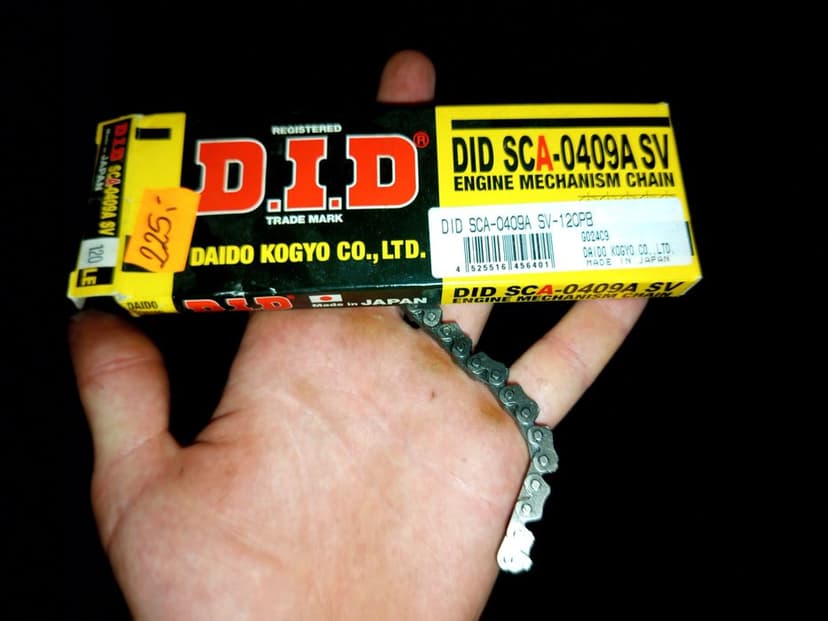 REGISTERED
D.I.D®
TRADE MARK
DAIDO KOGYO CO., LTD.
DID SCA-0409A SV
ENGINE MECHANISM CHAIN
DID SCA-0409A SV-120PB
G024C9
4 525516 456401
DAIDO KOGYO CO.,LTD.
MADE IN JAPAN
225,-
D.I.D SCA-0409A SV
JAPAN
120 LE
DAIDO
D.I.D Made in JAPAN
DID SCA-0409A SV
ENGINE MECHANISM CHAIN